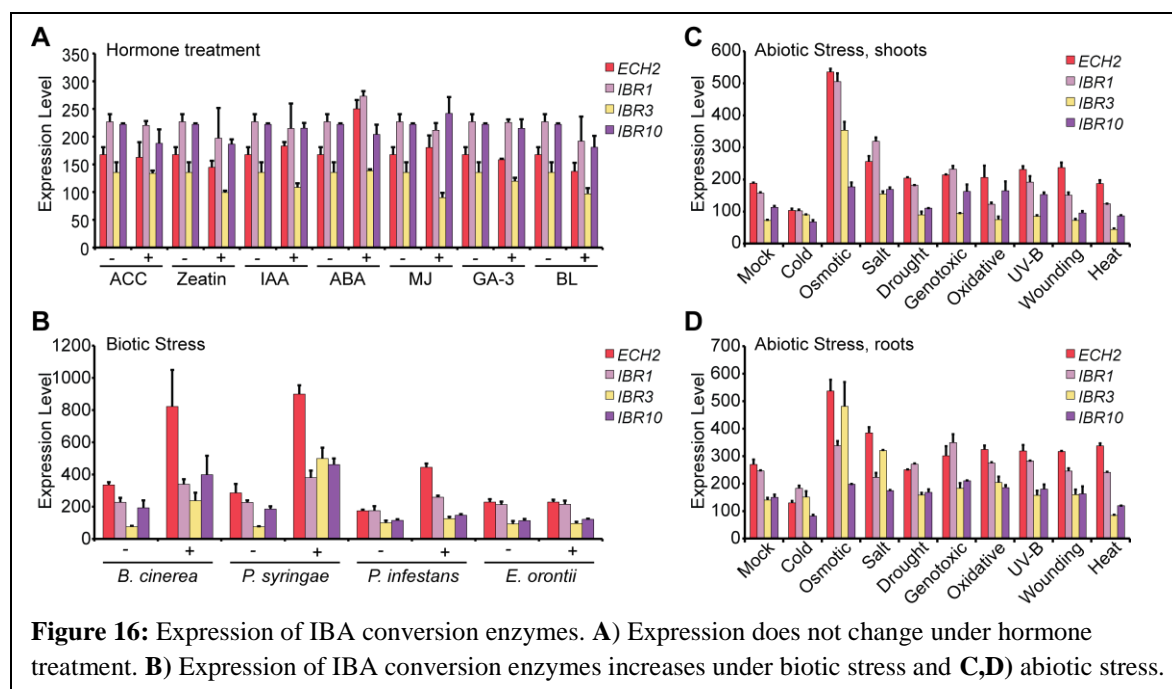 A
Hormone treatment
Expression Level
350
300
250
200
150
100
50
0
- + - + - + - + - + - + - +
ACC Zeatin IAA ABA MJ GA-3 BL
ECH2
IBR1
IBR3
IBR10
B
Biotic Stress
Expression Level
1200
1000
800
600
400
200
0
- + - + - + - +
B. cinerea P. syringae P. infestans E. orontii
ECH2
IBR1
IBR3
IBR10
C
Abiotic Stress, shoots
Expression Level
600
500
400
300
200
100
0
Mock Cold Osmotic Salt Drought Genotoxic Oxidative UV-B Wounding Heat
ECH2
IBR1
IBR3
IBR10
D
Abiotic Stress, roots
Expression Level
700
600
500
400
300
200
100
0
Mock Cold Osmotic Salt Drought Genotoxic Oxidative UV-B Wounding Heat
ECH2
IBR1
IBR3
IBR10
Figure 16: Expression of IBA conversion enzymes. A) Expression does not change under hormone
treatment. B) Expression of IBA conversion enzymes increases under biotic stress and C,D) abiotic stress.